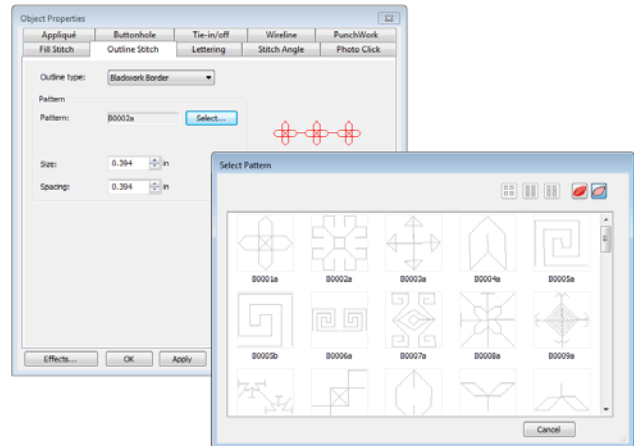 Object Properties
Appliqué Buttonhole Tie-in/off Wireline PunchWork
Fill Stitch Outline Stitch Lettering Stitch Angle Photo Click
Outline type: Blackwork Border
Pattern
Pattern: B0002a Select...
Size: 0.394 in
Spacing: 0.394 in
Effects... OK Apply
Select Pattern
B0001a B0002a B0003a B0004a B0005a
B0005b B0006a B0007a B0008a B0009a
Cancel